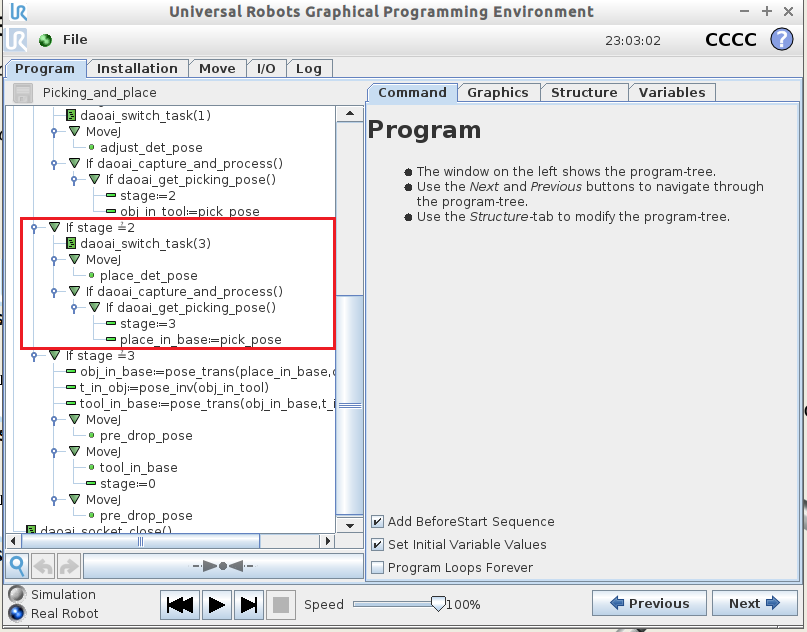 UR
Universal Robots Graphical Programming Environment
UR
File
23:03:02
CCCC
?
Program
Installation
Move
I/O
Log
Picking_and_place
daoai_switch_task(1)
MoveJ
adjust_det_pose
If daoai_capture_and_process()
If daoai_get_picking_pose()
stage:=2
obj_in_tool:=pick_pose
If stage ≟2
daoai_switch_task(3)
MoveJ
place_det_pose
If daoai_capture_and_process()
If daoai_get_picking_pose()
stage:=3
place_in_base:=pick_pose
If stage ≟3
obj_in_base:=pose_trans(place_in_base,
t_in_obj:=pose_inv(obj_in_tool)
tool_in_base:=pose_trans(obj_in_base,t_i
MoveJ
pre_drop_pose
MoveJ
tool_in_base
stage:=0
MoveJ
pre_drop_pose
daoai_socket_close()
Command
Graphics
Structure
Variables
Program
● The window on the left shows the program-tree.
● Use the Next and Previous buttons to navigate through
the program-tree.
● Use the Structure-tab to modify the program-tree.
Add BeforeStart Sequence
Set Initial Variable Values
Program Loops Forever
Simulation
Real Robot
Speed
100%
Previous
Next